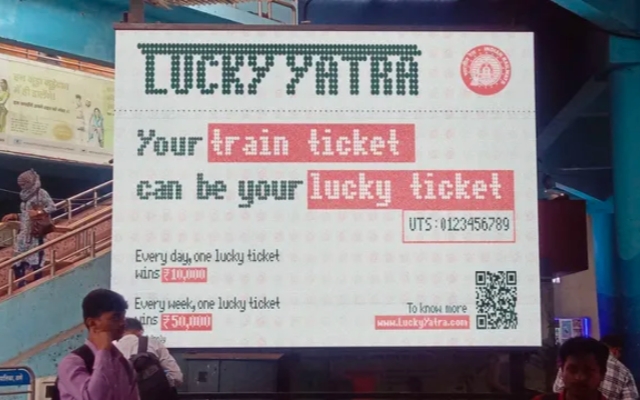 LUCKY YATRA
Your train ticket
can be your lucky ticket
UTS:0123456789
Every day, one lucky ticket
wins ₹10,000
Every week, one lucky ticket
wins ₹50,000
To know more
www.LuckyYatra.com